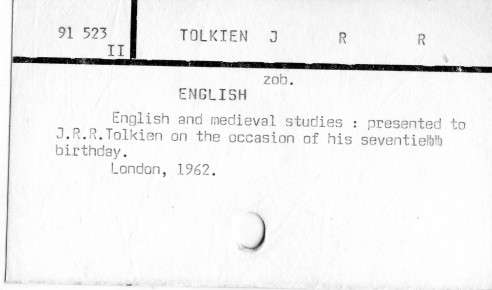 91 523 TOLKIEN J R R
II
zob.
ENGLISH
English and medieval studies : presented to
J.R.R.Tolkien on the occasion of his
birthday.
London, 1962.